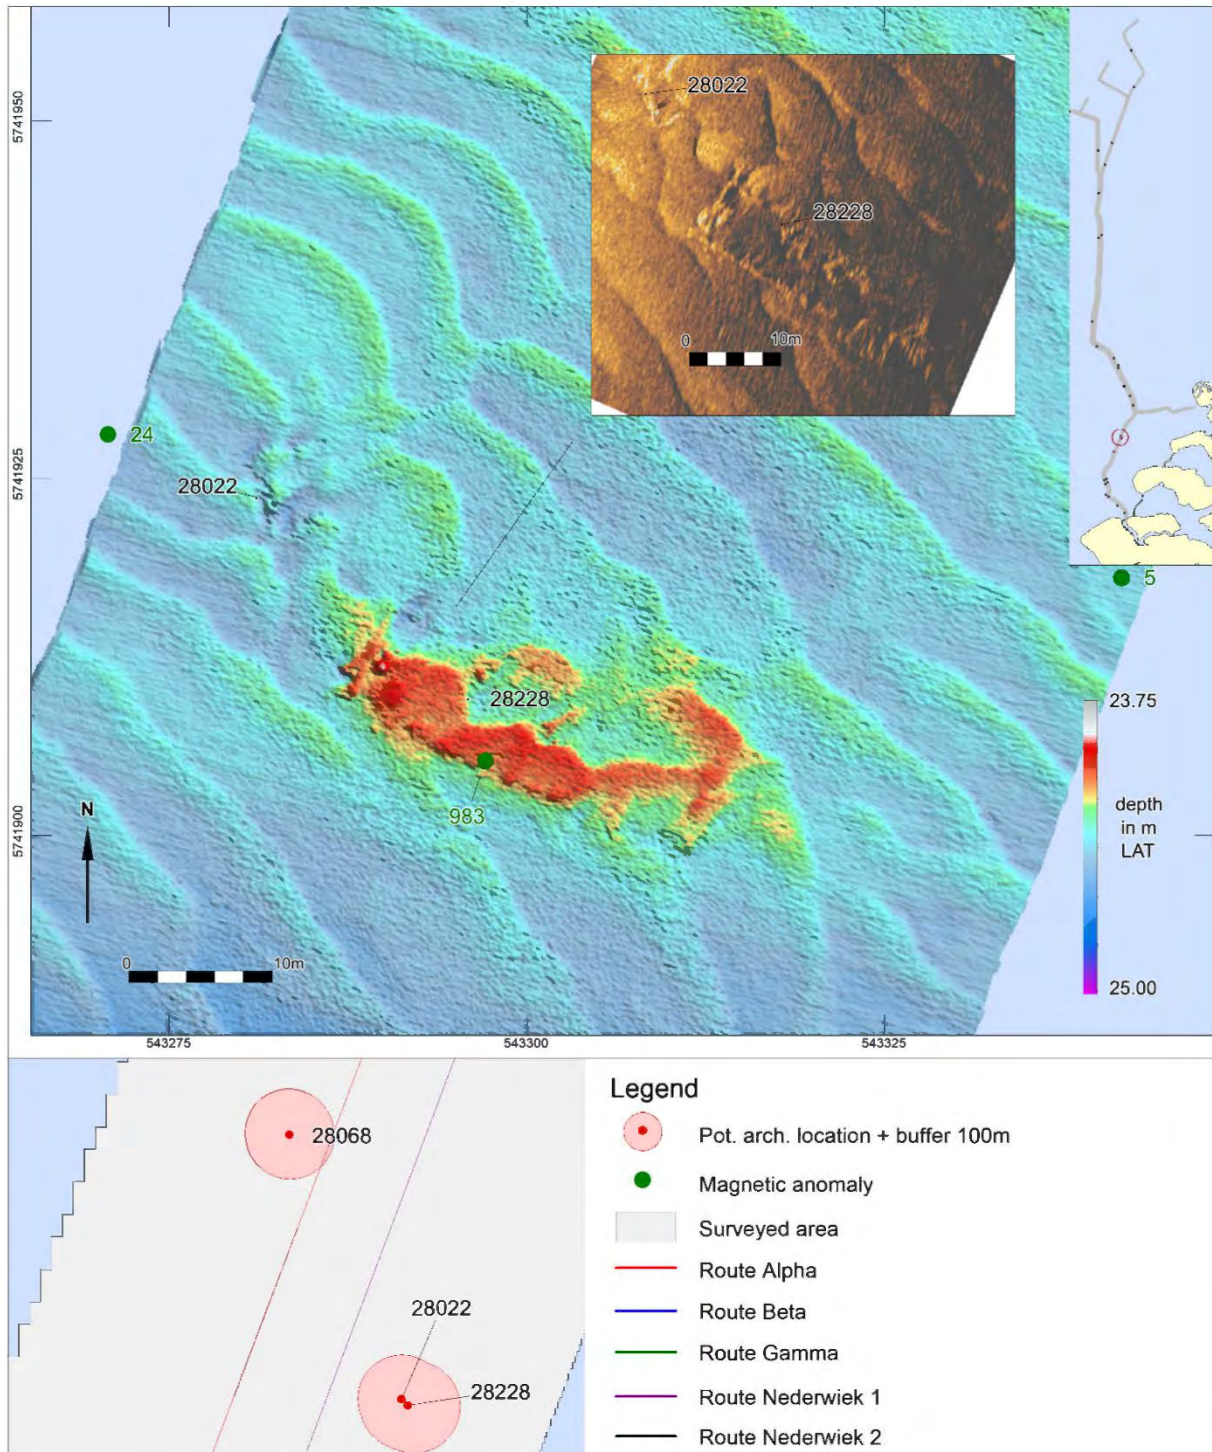 5741950
5741925
5741900
28022
28228
0
10m
24
28022
5
28228
983
23.75
depth
in m
LAT
25.00
N
0
10m
543275
543300
543325
28068
28022
28228
Legend
Pot. arch. location + buffer 100m
Magnetic anomaly
Surveyed area
Route Alpha
Route Beta
Route Gamma
Route Nederwiek 1
Route Nederwiek 2